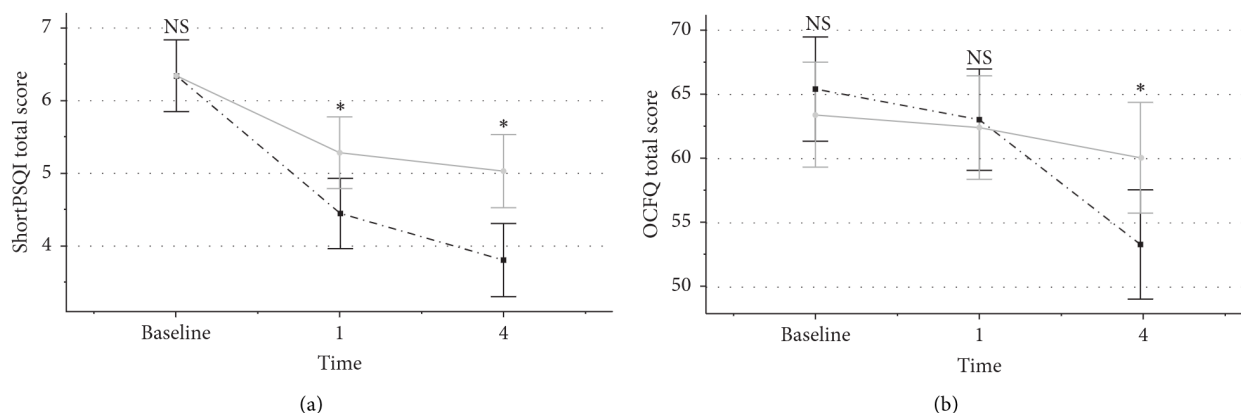 7
6
5
4
ShortPSQI total score
NS
*
*
Baseline
1
4
Time
(a)
70
65
60
55
50
OCFQ total score
NS
NS
*
Baseline
1
4
Time
(b)